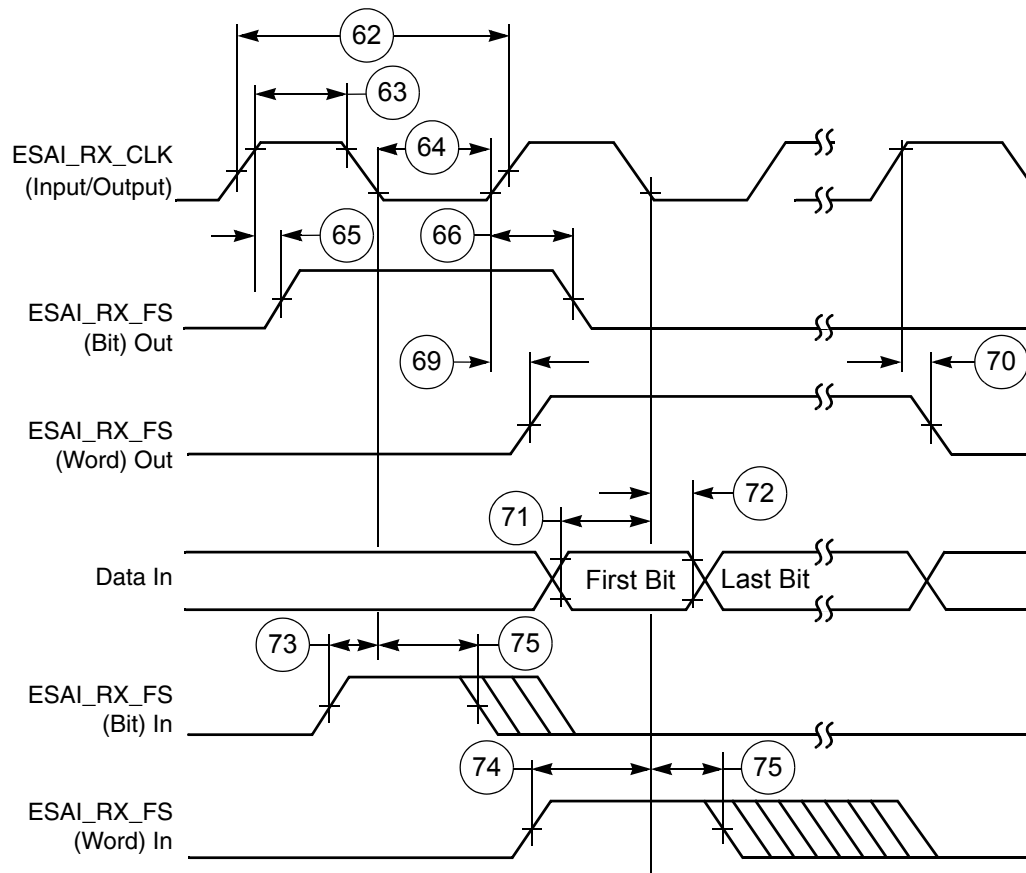 62
63
ESAI_RX_CLK
(Input/Output)
64
65
66
ESAI_RX_FS
(Bit) Out
69
70
ESAI_RX_FS
(Word) Out
71
72
Data In
First Bit
Last Bit
73
75
ESAI_RX_FS
(Bit) In
74
75
ESAI_RX_FS
(Word) In